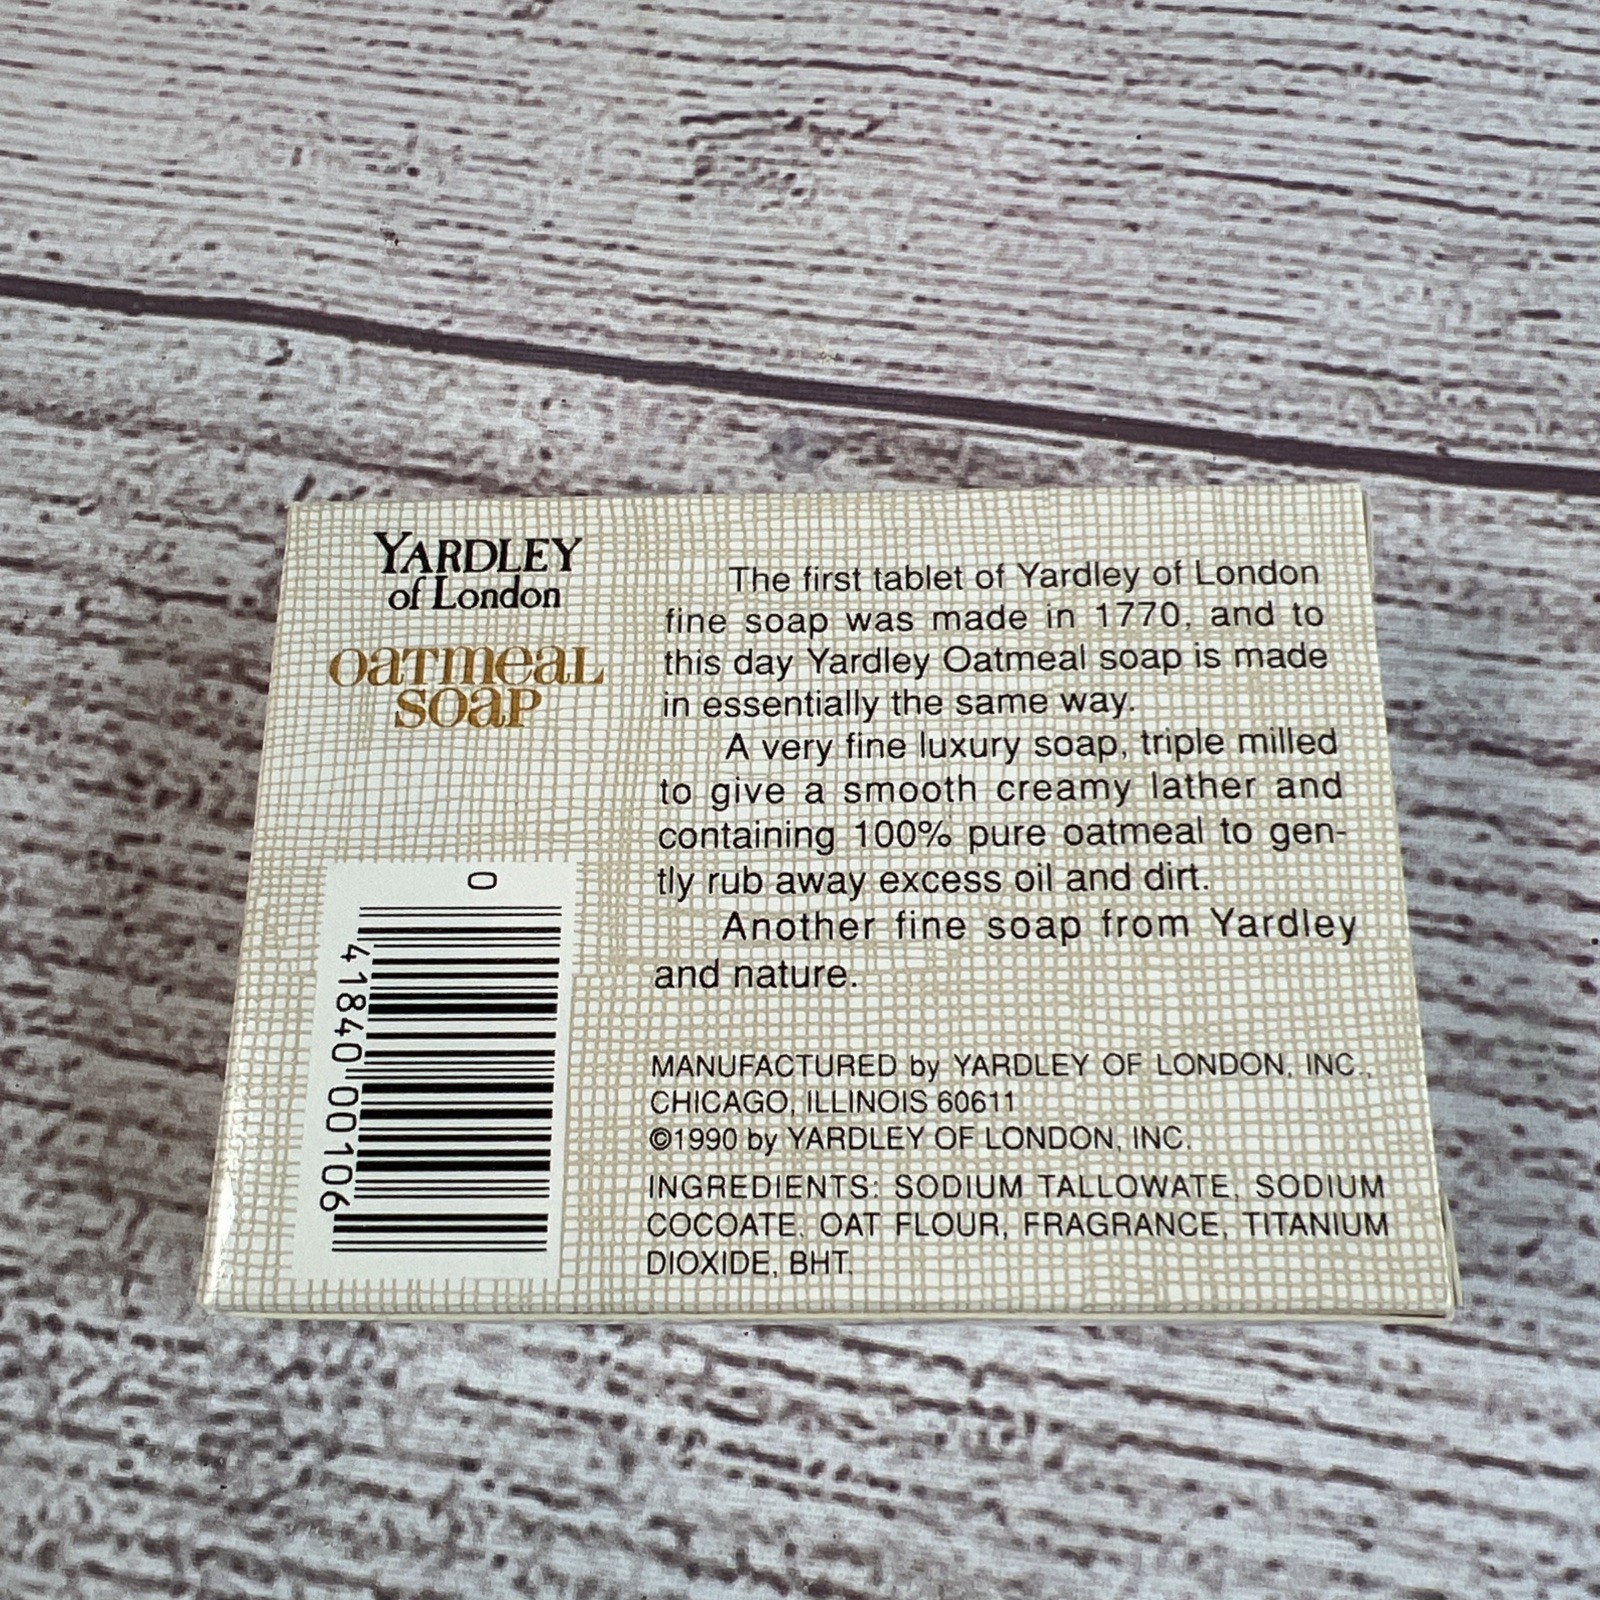 YARDLEY
of London
oatmeal
soap
The first tablet of Yardley of London
fine soap was made in 1770, and to
this day Yardley Oatmeal soap is made
in essentially the same way.
A very fine luxury soap, triple milled
to give a smooth creamy lather and
containing 100% pure oatmeal to gen-
tly rub away excess oil and dirt.
Another fine soap from Yardley
and nature.
MANUFACTURED by YARDLEY OF LONDON, INC.,
CHICAGO, ILLINOIS 60611
©1990 by YARDLEY OF LONDON, INC.
INGREDIENTS: SODIUM TALLOWATE, SODIUM
COCOATE, OAT FLOUR, FRAGRANCE, TITANIUM
DIOXIDE, BHT.
0
41840 00106